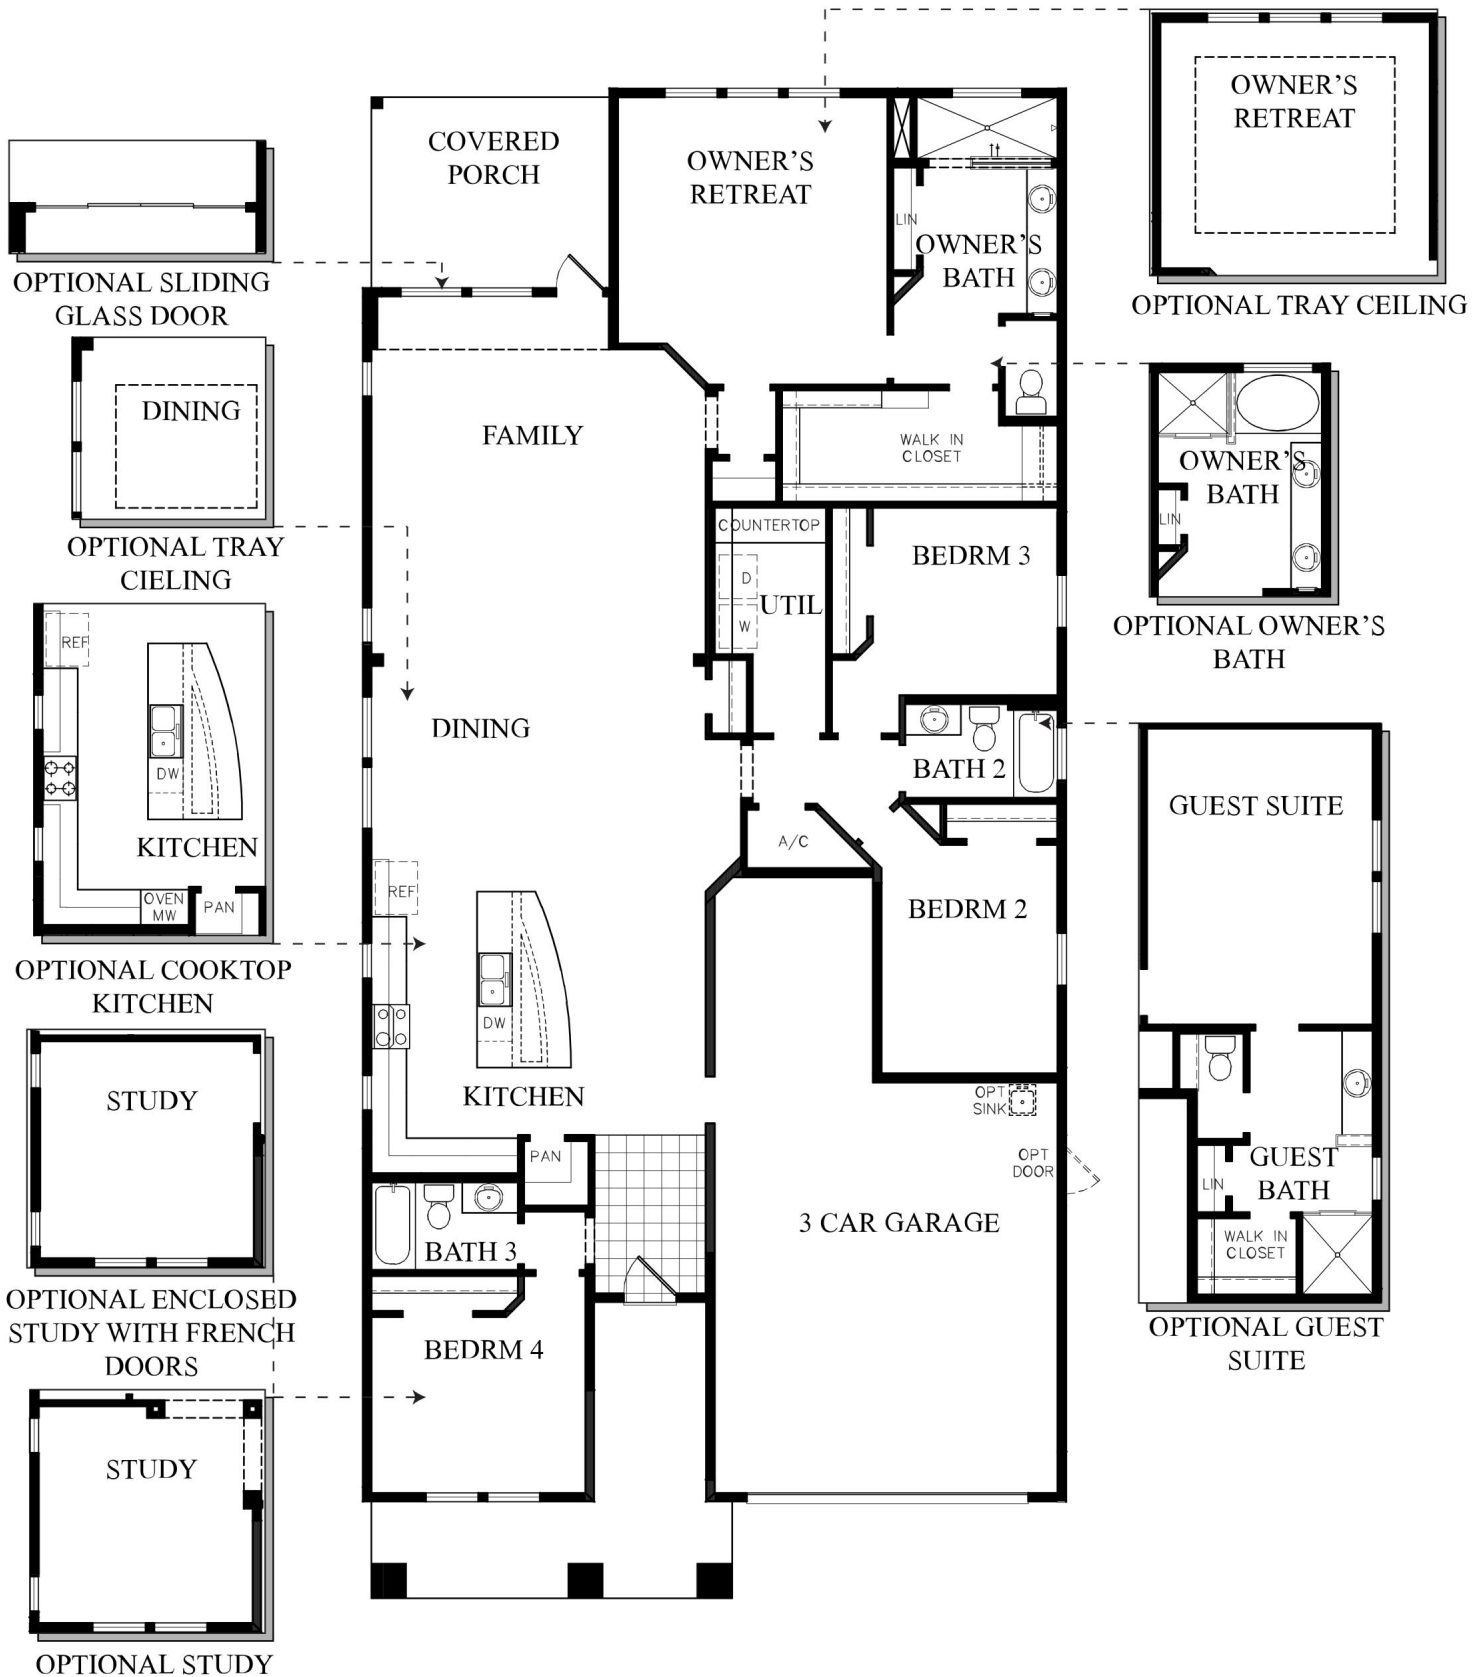 COVERED
PORCH
OWNER'S
RETREAT
LIN
OWNER'S
BATH
FAMILY
WALK IN
CLOSET
COUNTERTOP
D
W
UTIL
BEDRM 3
DINING
BATH 2
A/C
BEDRM 2
REF
DW
KITCHEN
OPT
SINK
OPT
DOOR
PAN
BATH 3
3 CAR GARAGE
BEDRM 4
OPTIONAL SLIDING
GLASS DOOR
DINING
OPTIONAL TRAY
CIELING
REF
DW
KITCHEN
OVEN
MW
PAN
OPTIONAL COOKTOP
KITCHEN
STUDY
OPTIONAL ENCLOSED
STUDY WITH FRENCH
DOORS
STUDY
OPTIONAL STUDY
OWNER'S
RETREAT
OPTIONAL TRAY CEILING
OWNER'S
BATH
LIN
OPTIONAL OWNER'S
BATH
GUEST SUITE
GUEST
BATH
LIN
WALK IN
CLOSET
OPTIONAL GUEST
SUITE